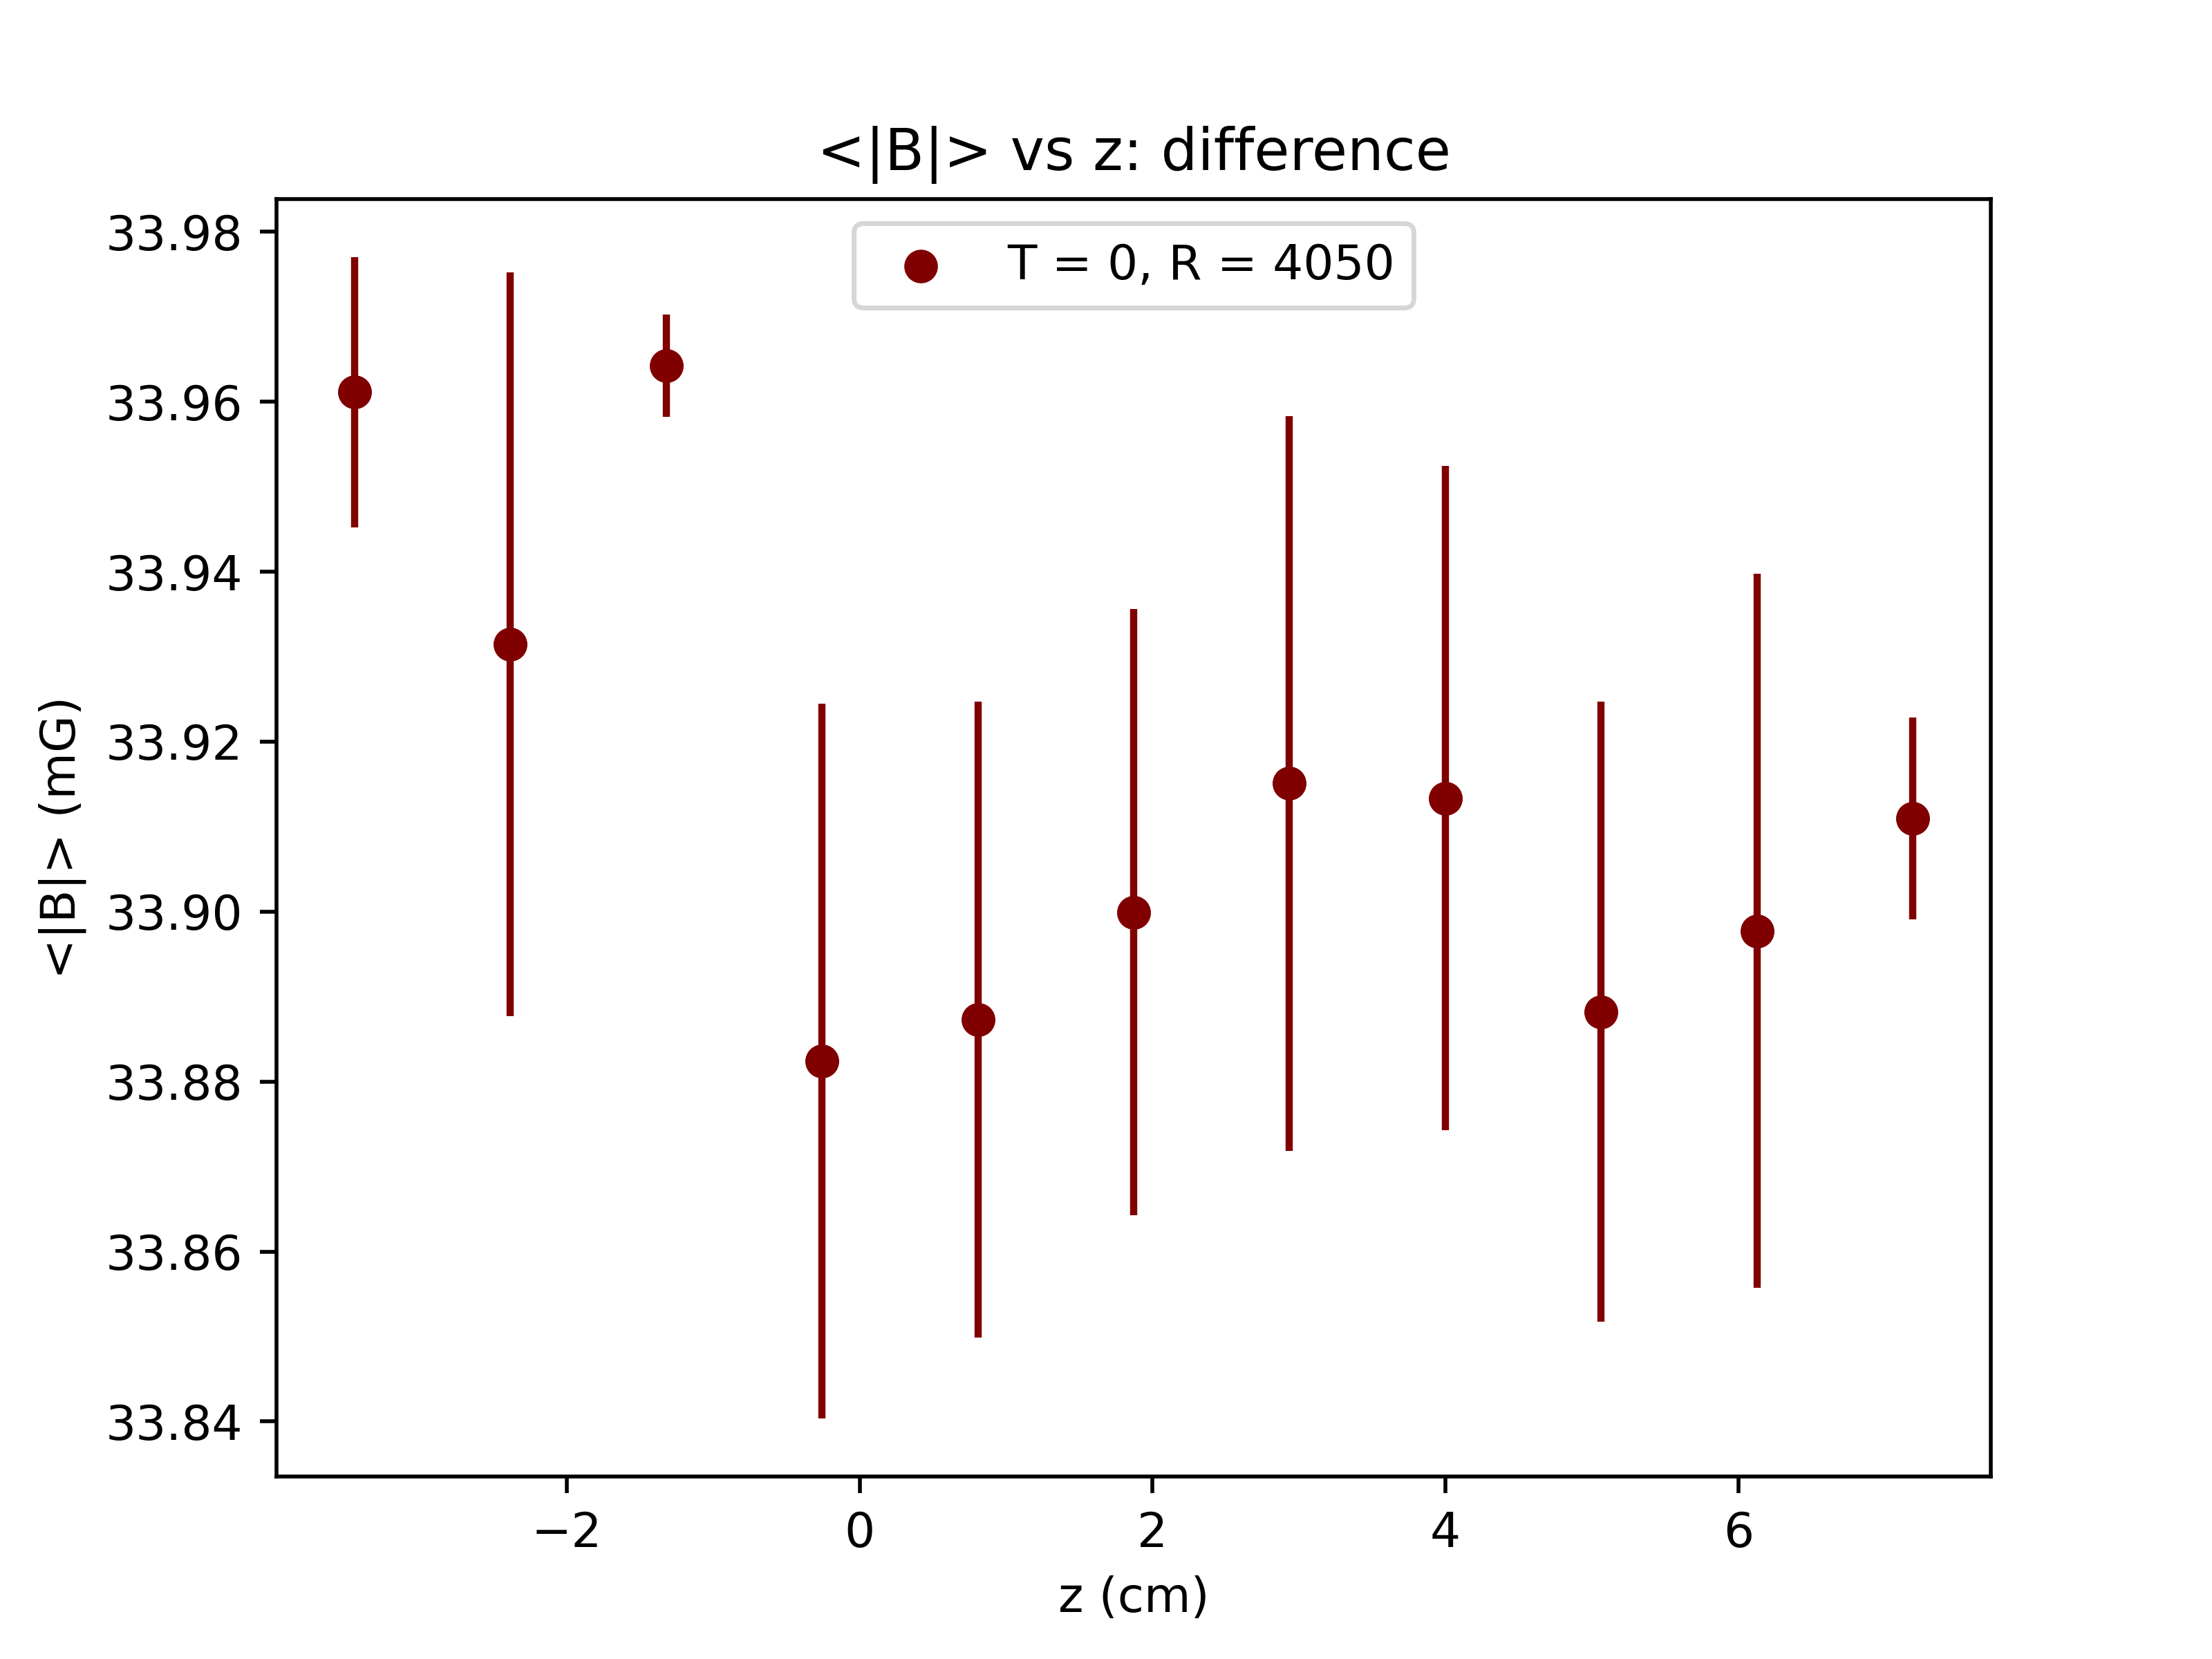 <|B|> vs z: difference
T = 0, R = 4050
<|B|> (mG)
33.98
33.96
33.94
33.92
33.90
33.88
33.86
33.84
−2 0 2 4 6
z (cm)